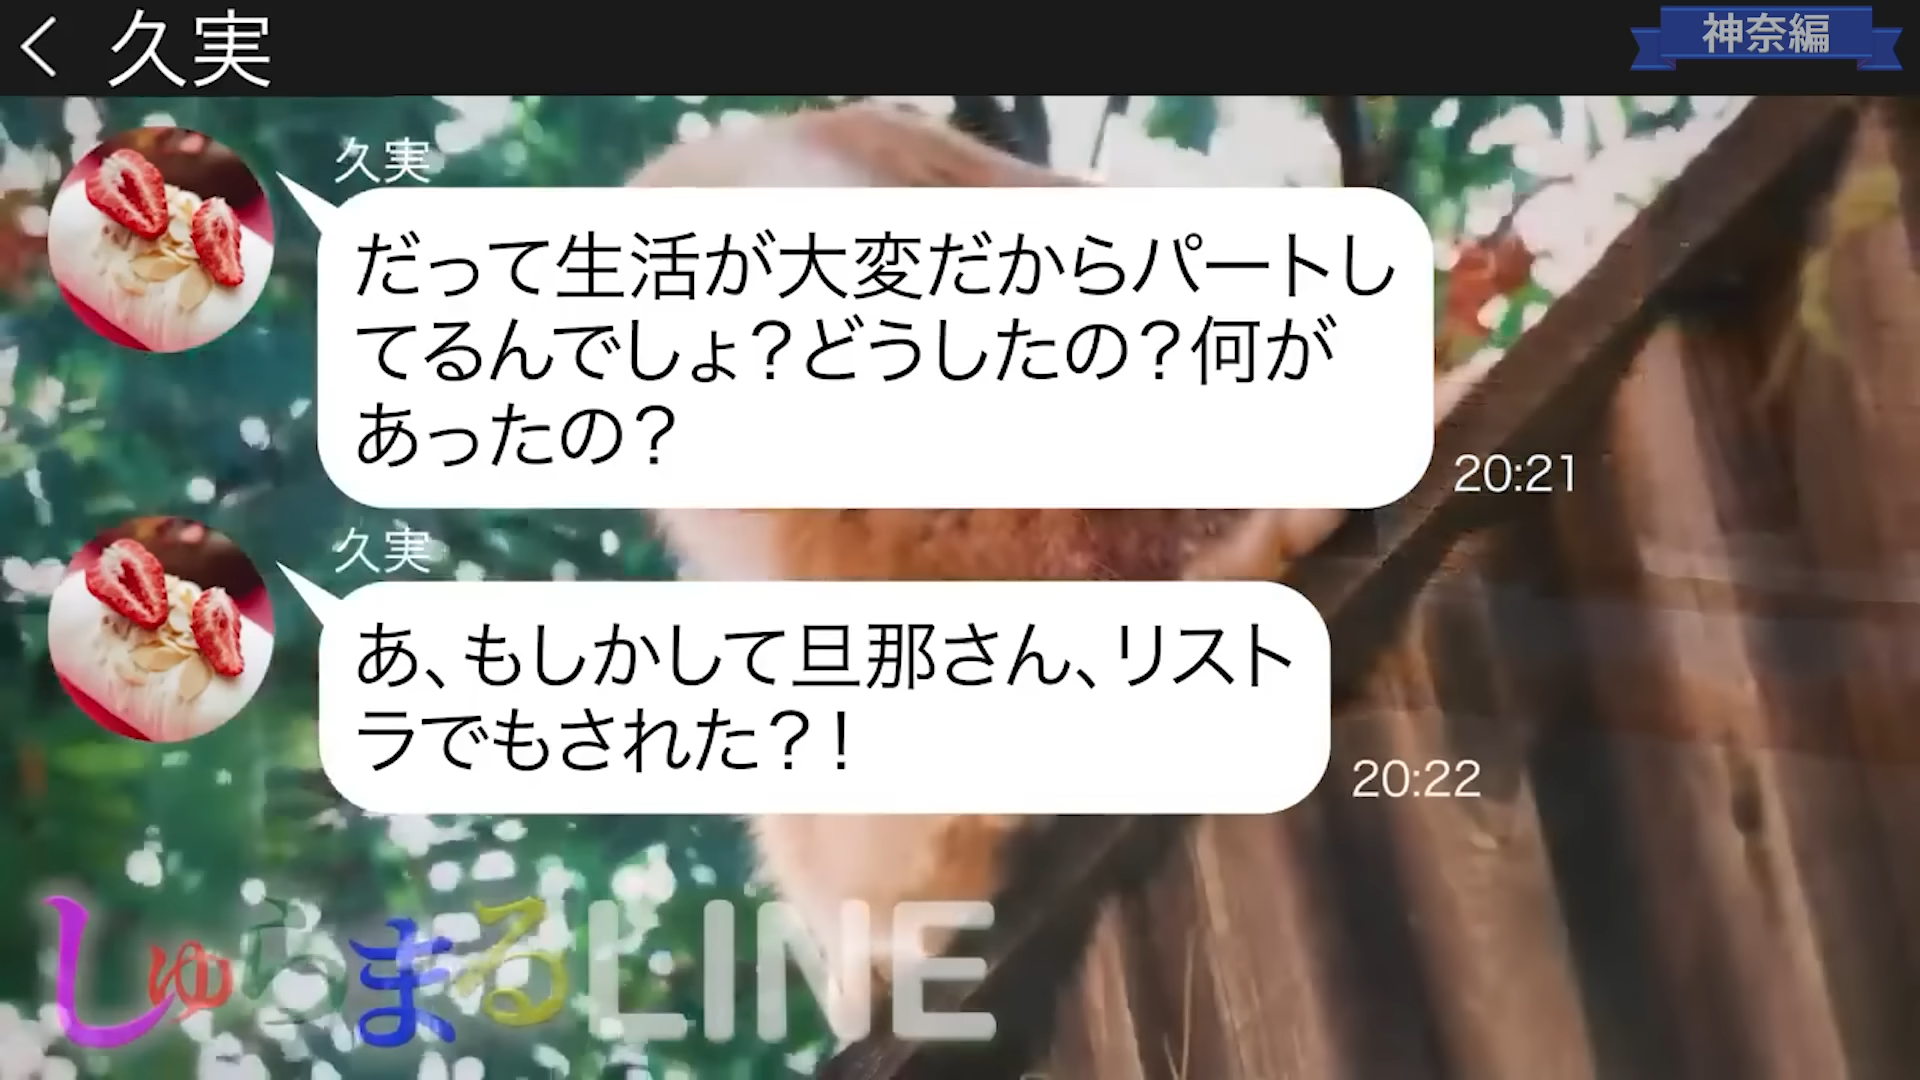 久実
神奈編
久実
だって生活が大変だからパートし
てるんでしょ？どうしたの？何が
あったの？
20:21
久実
あ、もしかして旦那さん、リスト
ラでもされた？！
20:22
しゅらまるLINE